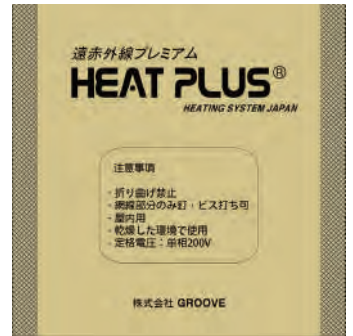 遠赤外線プレミアム
HEAT PLUS®
HEATING SYSTEM JAPAN
注意事項
・折り曲げ禁止
・網線部分のみ釘・ビス打ち可
・屋内用
・乾燥した環境で使用
・定格電圧:単相200V
株式会社 GROOVE